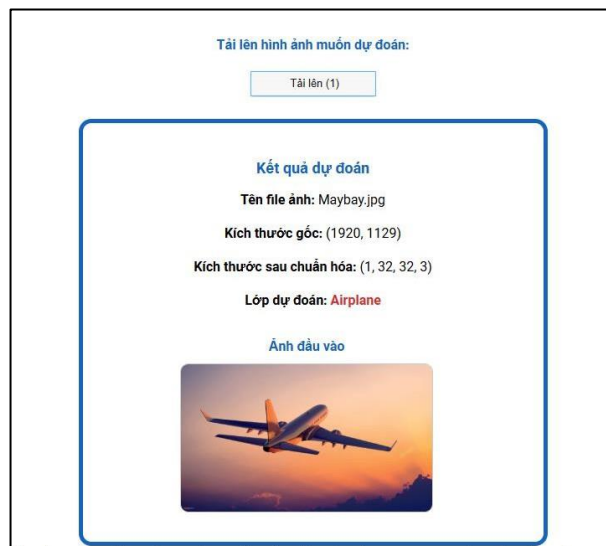 Tải lên hình ảnh muốn dự đoán:
Tải lên (1)
Kết quả dự đoán
Tên file ảnh: Maybay.jpg
Kích thước gốc: (1920, 1129)
Kích thước sau chuẩn hóa: (1, 32, 32, 3)
Lớp dự đoán: Airplane
Ảnh đầu vào